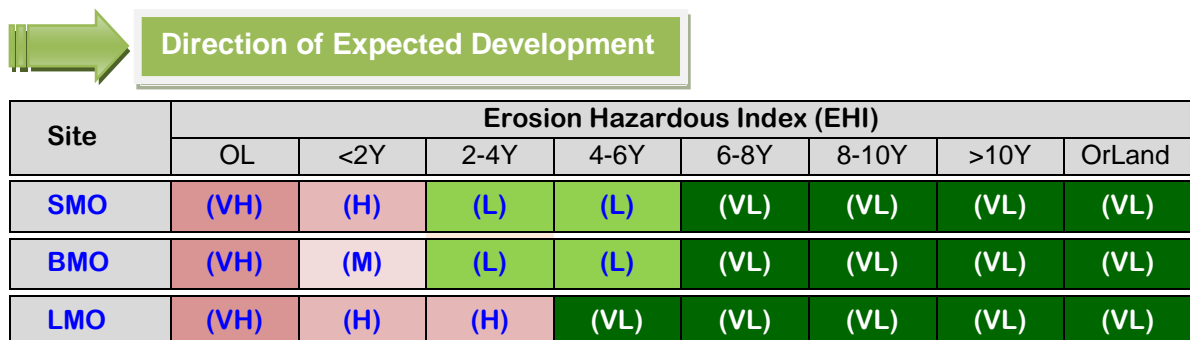 Direction of Expected Development
Site Erosion Hazardous Index (EHI)
OL <2Y 2-4Y 4-6Y 6-8Y 8-10Y >10Y OrLand
SMO (VH) (H) (L) (L) (VL) (VL) (VL) (VL)
BMO (VH) (M) (L) (L) (VL) (VL) (VL) (VL)
LMO (VH) (H) (H) (VL) (VL) (VL) (VL) (VL)